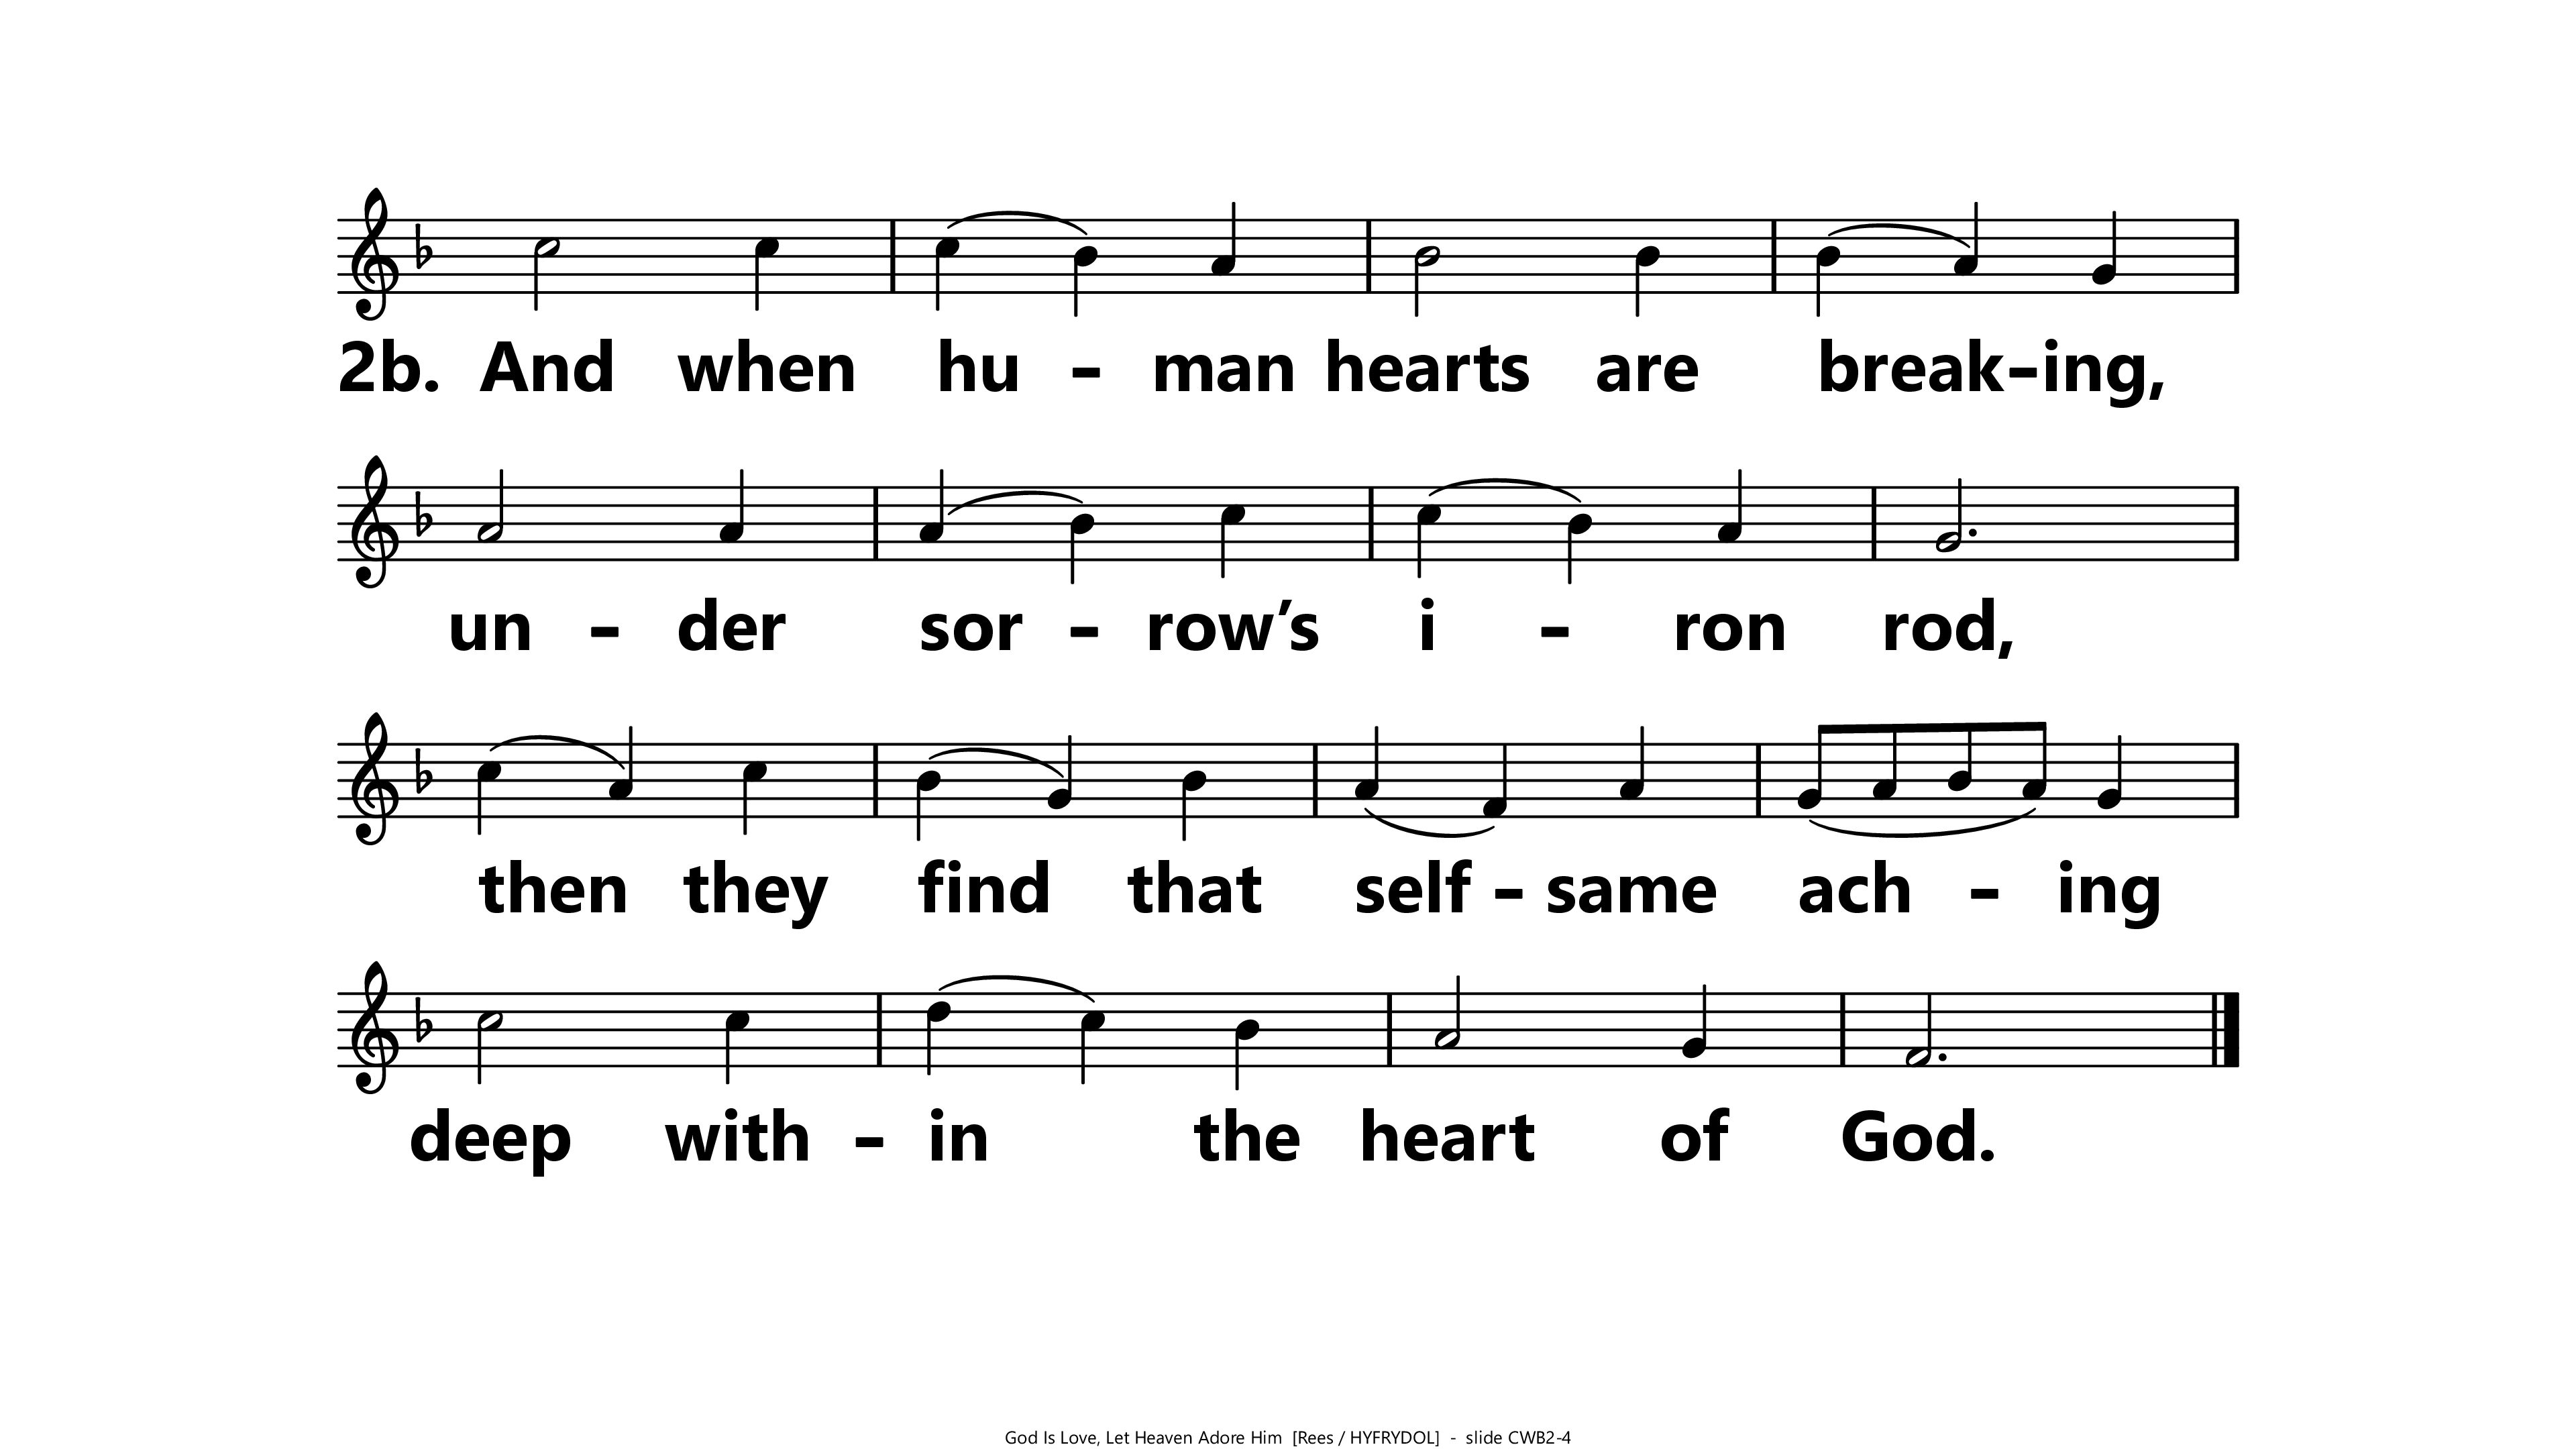 2b. And when hu - man hearts are break-ing,
un - der sor - row’s i - ron rod,
then they find that self - same ach - ing
deep with - in the heart of God.
God Is Love, Let Heaven Adore Him [Rees / HYFRYDOL] - slide CWB2-4